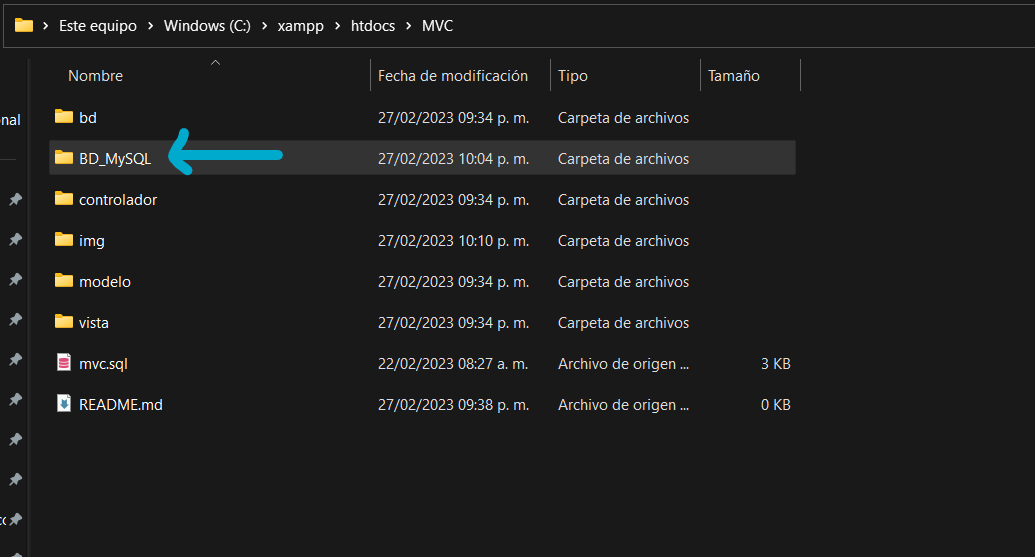 Este equipo > Windows (C:) > xampp > htdocs > MVC
Nombre Fecha de modificación Tipo Tamaño
bd 27/02/2023 09:34 p. m. Carpeta de archivos
BD_MySQL 27/02/2023 10:04 p. m. Carpeta de archivos
controlador 27/02/2023 09:34 p. m. Carpeta de archivos
img 27/02/2023 10:10 p. m. Carpeta de archivos
modelo 27/02/2023 09:34 p. m. Carpeta de archivos
vista 27/02/2023 09:34 p. m. Carpeta de archivos
mvc.sql 22/02/2023 08:27 a. m. Archivo de origen ... 3 KB
README.md 27/02/2023 09:38 p. m. Archivo de origen ... 0 KB